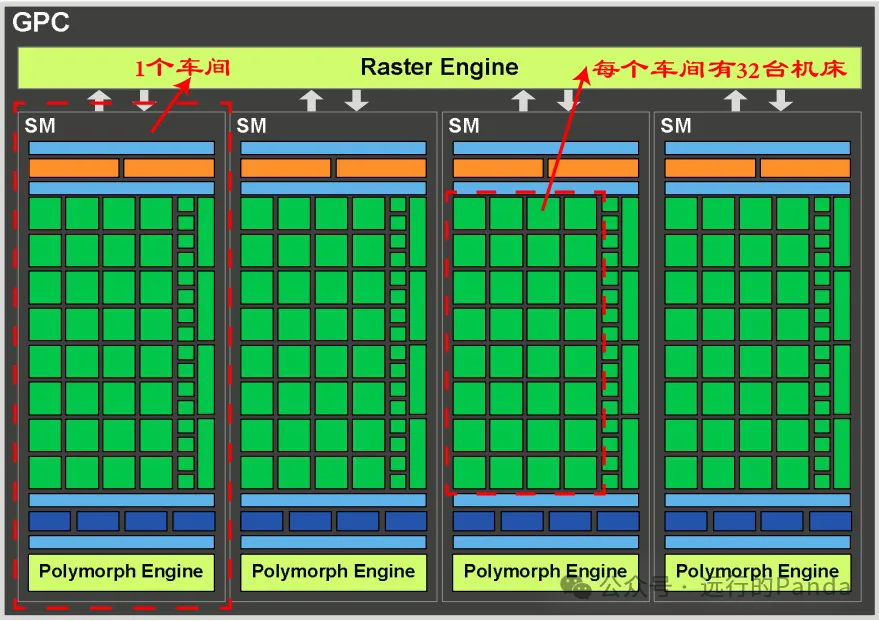 GPC
1个车间
Raster Engine
每个车间有32台机床
SM
SM
SM
SM
Polymorph Engine
Polymorph Engine
Polymorph Engine
Polymorph Engine
公众号 · 远行的Panda